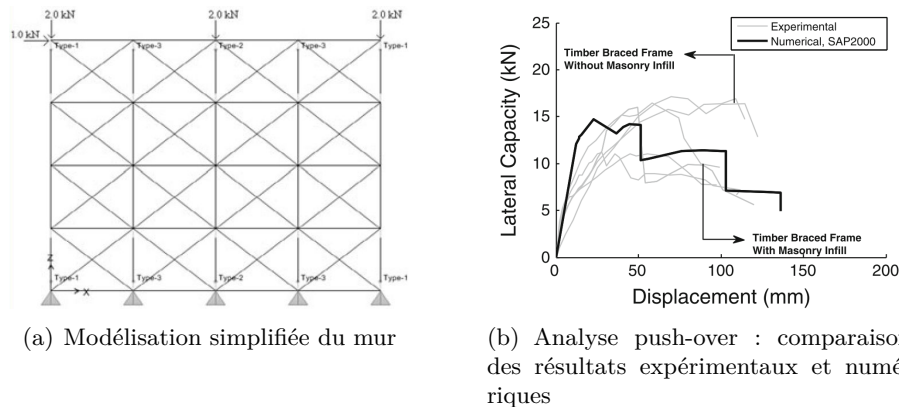 2.0 kN
2.0 kN
2.0 kN
1.0 kN
Type-1
Type-3
Type-2
Type-3
Type-1
Z
X
Type-1
Type-3
Type-2
Type-3
Type-1
(a) Modélisation simplifiée du mur
Lateral Capacity (kN)
25
20
15
10
5
0
0
50
100
150
200
Displacement (mm)
Experimental
Numerical, SAP2000
Timber Braced Frame
Without Masonry Infill
Timber Braced Frame
With Masonry Infill
(b) Analyse push-over : comparaison
des résultats expérimentaux et numé-
riques